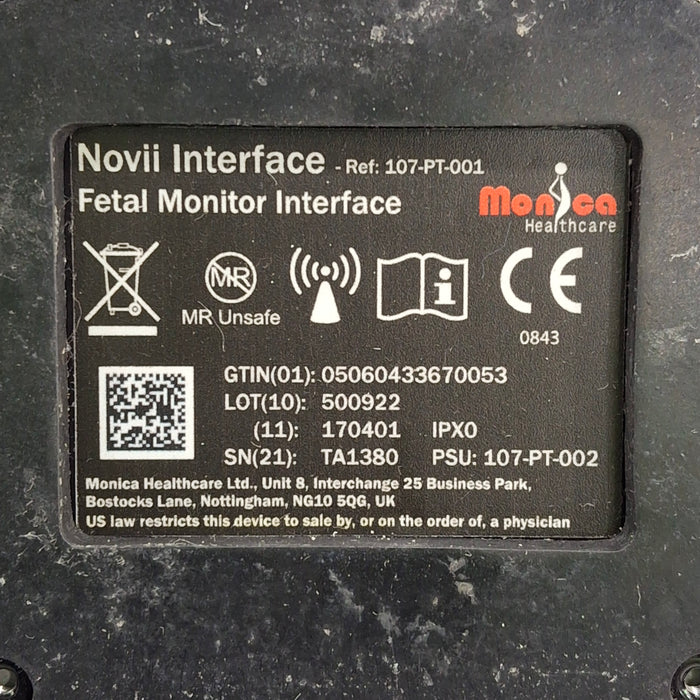 Novii Interface - Ref: 107-PT-001
Fetal Monitor Interface
Monica
Healthcare
MR
MR Unsafe
i
CE
0843
GTIN(01): 05060433670053
LOT(10): 500922
(11): 170401 IPX0
SN(21): TA1380 PSU: 107-PT-002
Monica Healthcare Ltd., Unit 8, Interchange 25 Business Park,
Bostocks Lane, Nottingham, NG10 5QG, UK
US law restricts this device to sale by, or on the order of, a physician